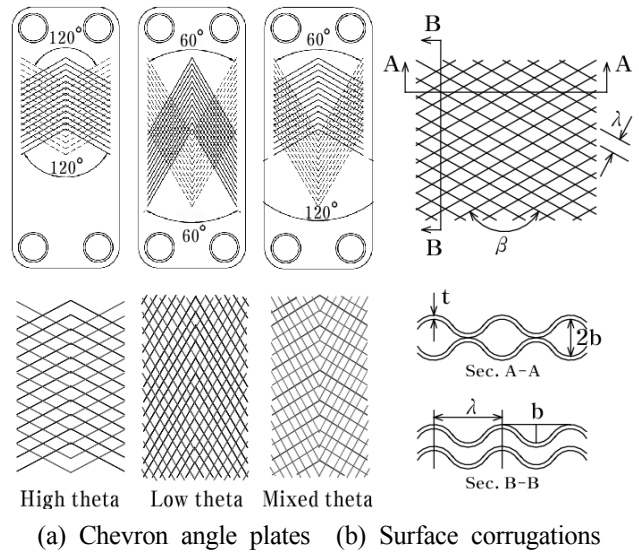 120°
120°
60°
60°
60°
120°
High theta
Low theta
Mixed theta
(a) Chevron angle plates
B
A
A
λ
B
β
t
2b
Sec. A-A
λ
b
Sec. B-B
(b) Surface corrugations